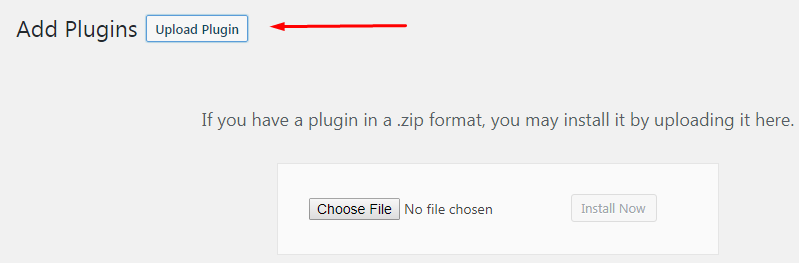 Add Plugins Upload Plugin
If you have a plugin in a .zip format, you may install it by uploading it here.
Choose File No file chosen Install Now